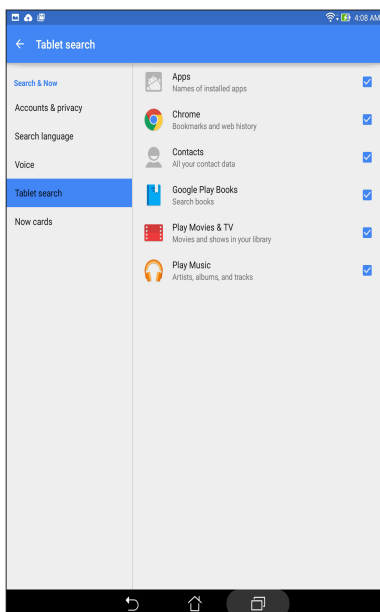 4:08 AM
Tablet search
Search & Now
Accounts & privacy
Search language
Voice
Tablet search
Now cards
Apps
Names of installed apps
Chrome
Bookmarks and web history
Contacts
All your contact data
Google Play Books
Search books
Play Movies & TV
Movies and shows in your library
Play Music
Artists, albums, and tracks